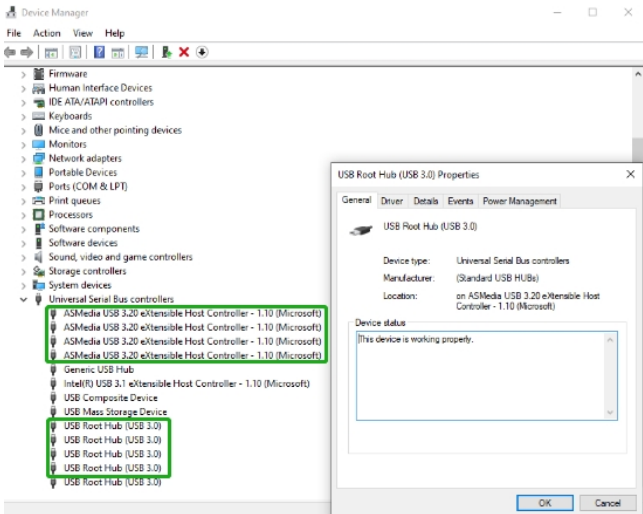 Device Manager
File Action View Help
Firmware
Human Interface Devices
IDE ATA/ATAPI controllers
Keyboards
Mice and other pointing devices
Monitors
Network adapters
Portable Devices
Ports (COM & LPT)
Print queues
Processors
Software components
Software devices
Sound, video and game controllers
Storage controllers
System devices
Universal Serial Bus controllers
ASMedia USB 3.20 eXtensible Host Controller - 1.10 (Microsoft)
ASMedia USB 3.20 eXtensible Host Controller - 1.10 (Microsoft)
ASMedia USB 3.20 eXtensible Host Controller - 1.10 (Microsoft)
ASMedia USB 3.20 eXtensible Host Controller - 1.10 (Microsoft)
Generic USB Hub
Intel(R) USB 3.1 eXtensible Host Controller - 1.10 (Microsoft)
USB Composite Device
USB Mass Storage Device
USB Root Hub (USB 3.0)
USB Root Hub (USB 3.0)
USB Root Hub (USB 3.0)
USB Root Hub (USB 3.0)
USB Root Hub (USB 3.0)
USB Root Hub (USB 3.0) Properties
General Driver Details Events Power Management
USB Root Hub (USB 3.0)
Device type: Universal Serial Bus controllers
Manufacturer: (Standard USB HUBs)
Location: on ASMedia USB 3.20 eXtensible Host
Controller - 1.10 (Microsoft)
Device status
This device is working properly.
OK Cancel